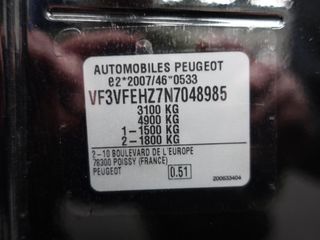 AUTOMOBILES PEUGEOT
e2*2007/46*0533
VF3VFEHZ7N7048985
3100 KG
4900 KG
1-1500 KG
2-1800 KG
2-10 BOULEVARD DE L'EUROPE
78300 POISSY (FRANCE)
PEUGEOT
0.51
200633404